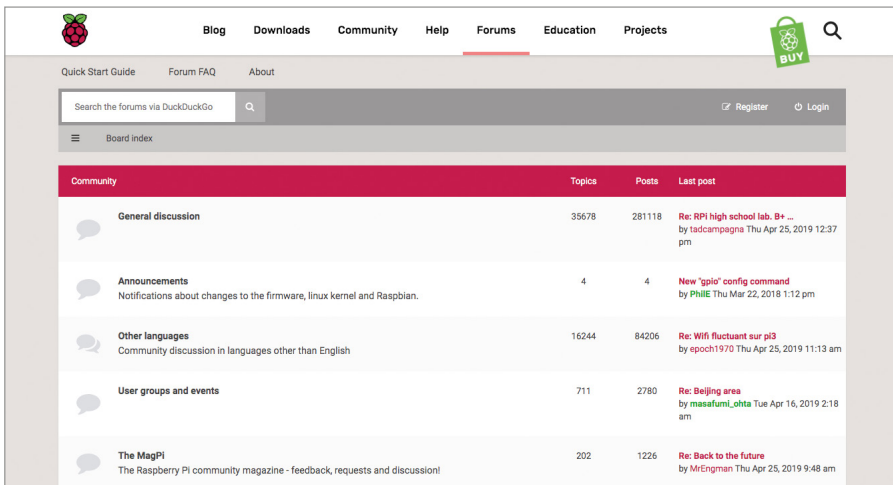 Blog Downloads Community Help Forums Education Projects
BUY
Quick Start Guide Forum FAQ About
Search the forums via DuckDuckGo Register Login
Board index
Community Topics Posts Last post
General discussion 35678 281118 Re: RPi high school lab. B+ ...
by tadcampagna Thu Apr 25, 2019 12:37
pm
Announcements 4 4 New "gpio" config command
Notifications about changes to the firmware, linux kernel and Raspbian. by PhilE Thu Mar 22, 2018 1:12 pm
Other languages 16244 84206 Re: Wifi fluctuant sur pi3
Community discussion in languages other than English by epoch1970 Thu Apr 25, 2019 11:13 am
User groups and events 711 2780 Re: Beijing area
by masafumi_ohta Tue Apr 16, 2019 2:18
am
The MagPi 202 1226 Re: Back to the future
The Raspberry Pi community magazine - feedback, requests and discussion! by MrEngman Thu Apr 25, 2019 9:48 am